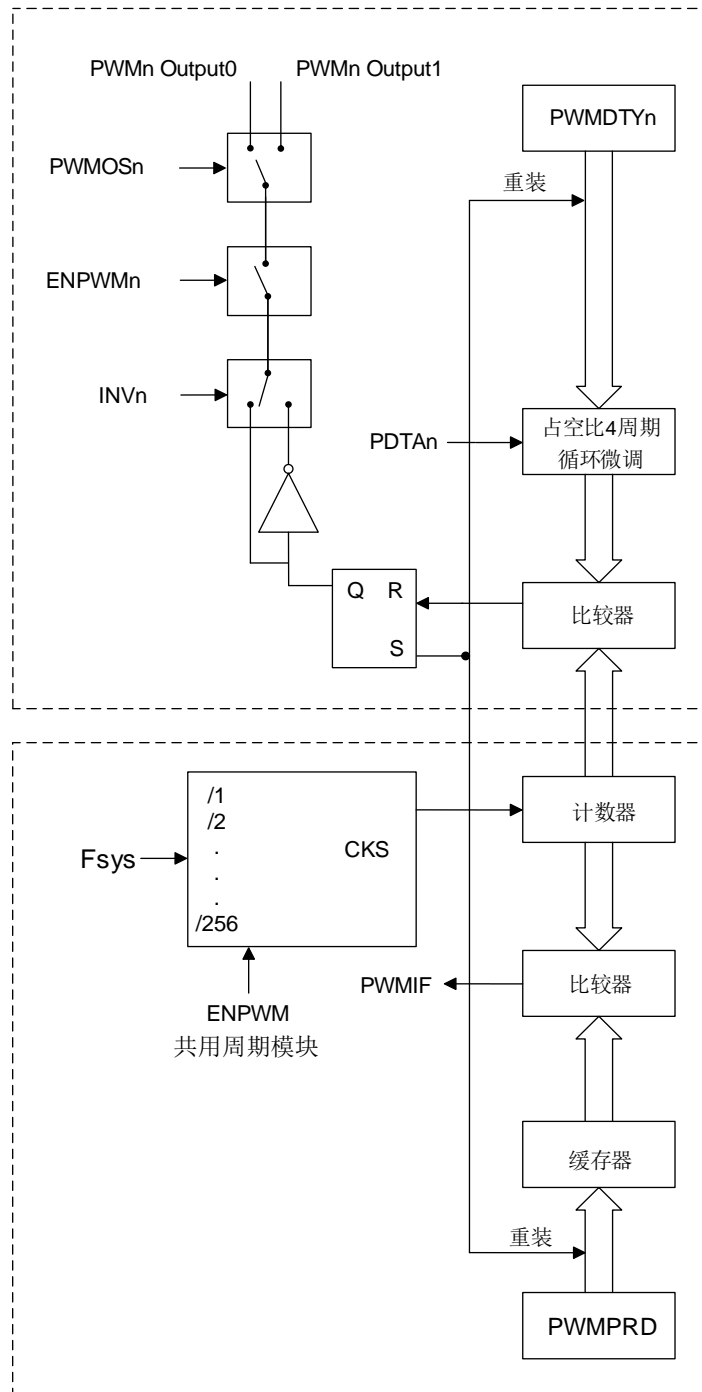 PWMn Output0
PWMn Output1
PWMDTYn
PWMOSn
重装
ENPWMn
INVn
PDTAn
占空比4周期
循环微调
Q R
S
比较器
/1
/2
.
.
.
/256
CKS
Fsys
计数器
ENPWM
共用周期模块
PWMIF
比较器
缓存器
重装
PWMPRD